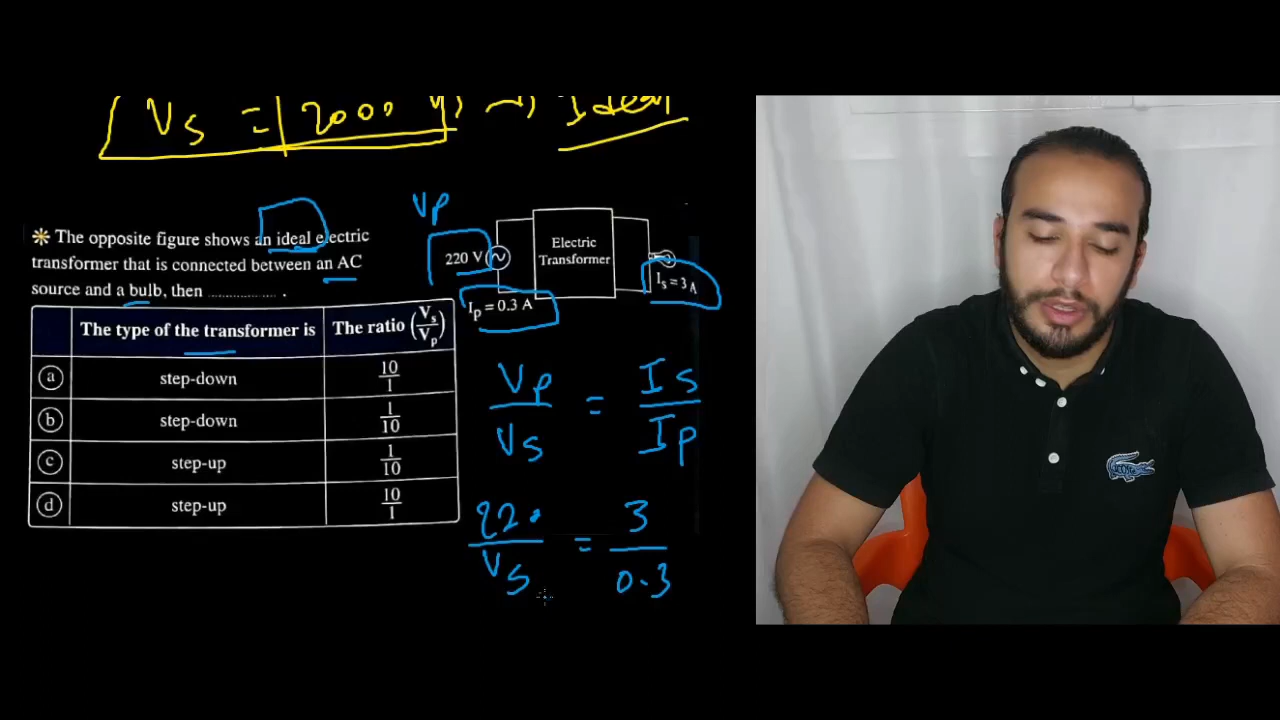 Vs = 2000 V, → Ideal
Vp
✳ The opposite figure shows an ideal electric
transformer that is connected between an AC
source and a bulb, then .................. .
220 V
Electric
Transformer
Ip = 0.3 A
Is = 3 A
The type of the transformer is The ratio (Vs/Vp)
a step-down 10/1
b step-down 1/10
c step-up 1/10
d step-up 10/1
Vp/Vs = Is/Ip
220/Vs = 3/0.3